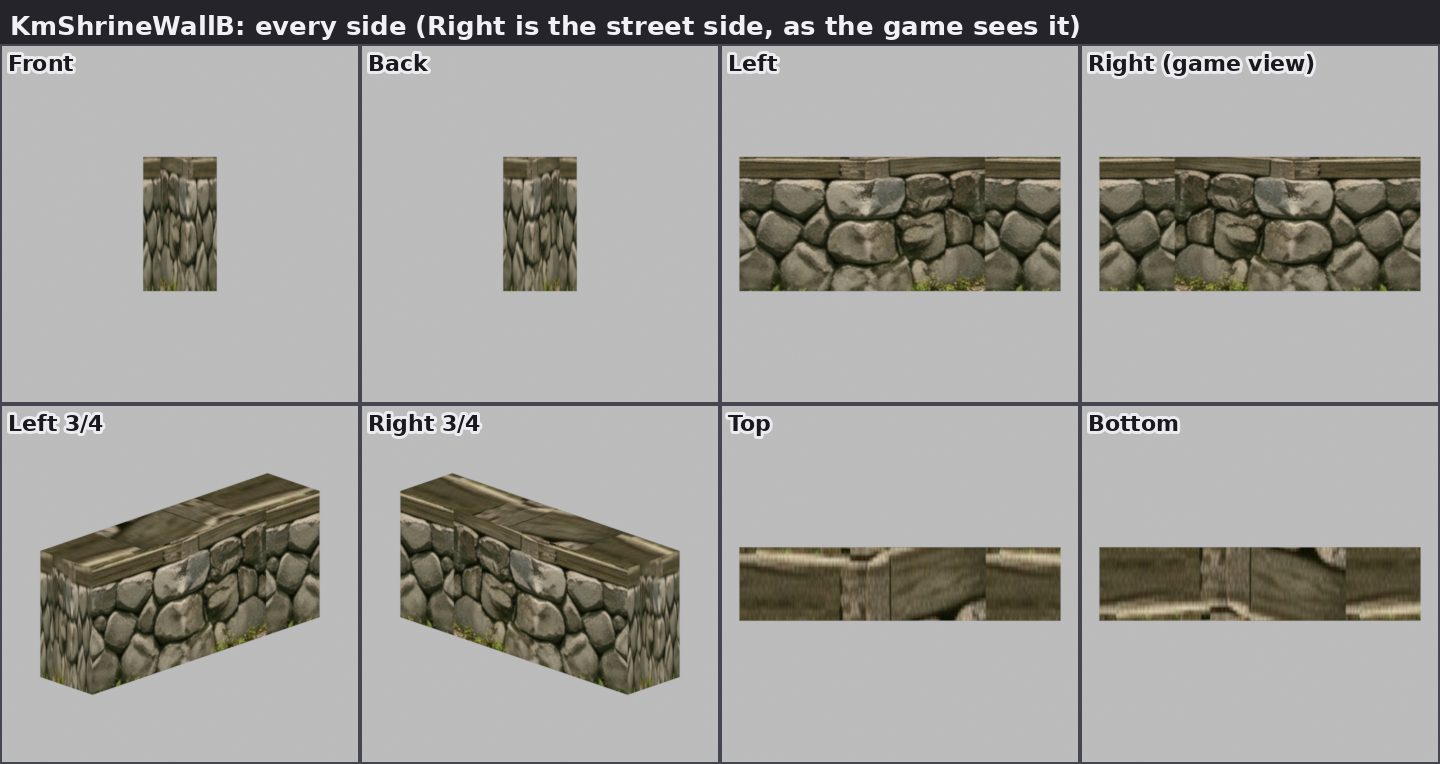 KmShrineWallB: every side (Right is the street side, as the game sees it)
Front
Back
Left
Right (game view)
Left 3/4
Right 3/4
Top
Bottom